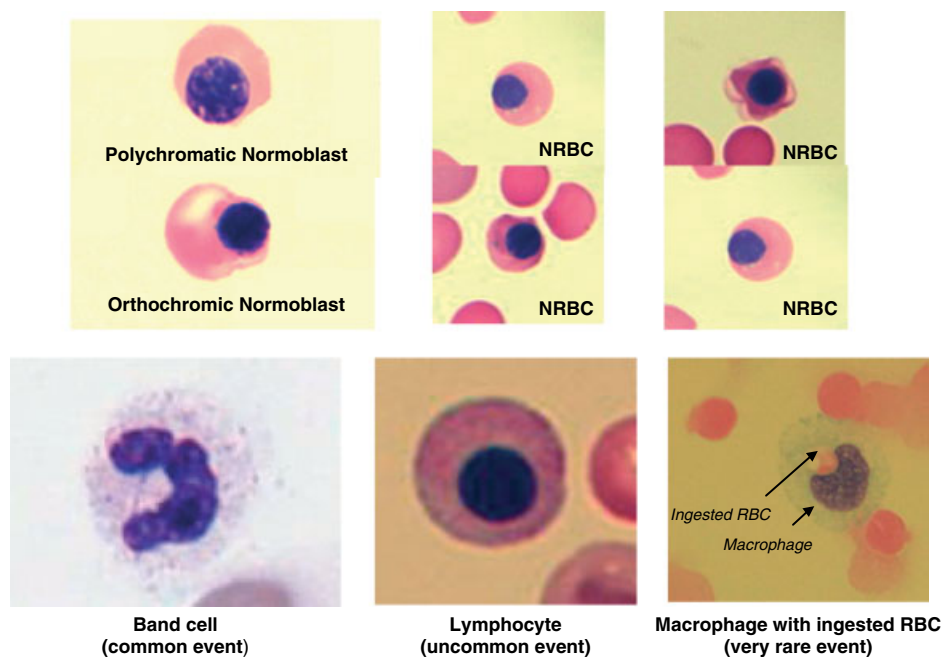 Polychromatic Normoblast
NRBC
NRBC
Orthochromic Normoblast
NRBC
NRBC
Ingested RBC
Macrophage
Band cell
(common event)
Lymphocyte
(uncommon event)
Macrophage with ingested RBC
(very rare event)